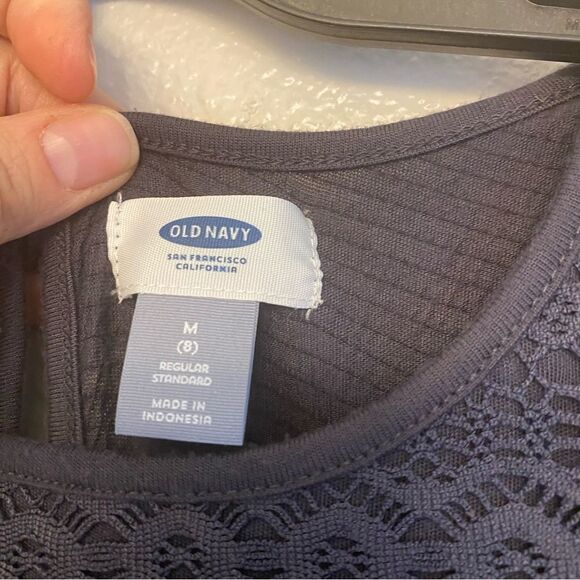 OLD NAVY
SAN FRANCISCO
CALIFORNIA
M
(8)
REGULAR
STANDARD
MADE IN
INDONESIA